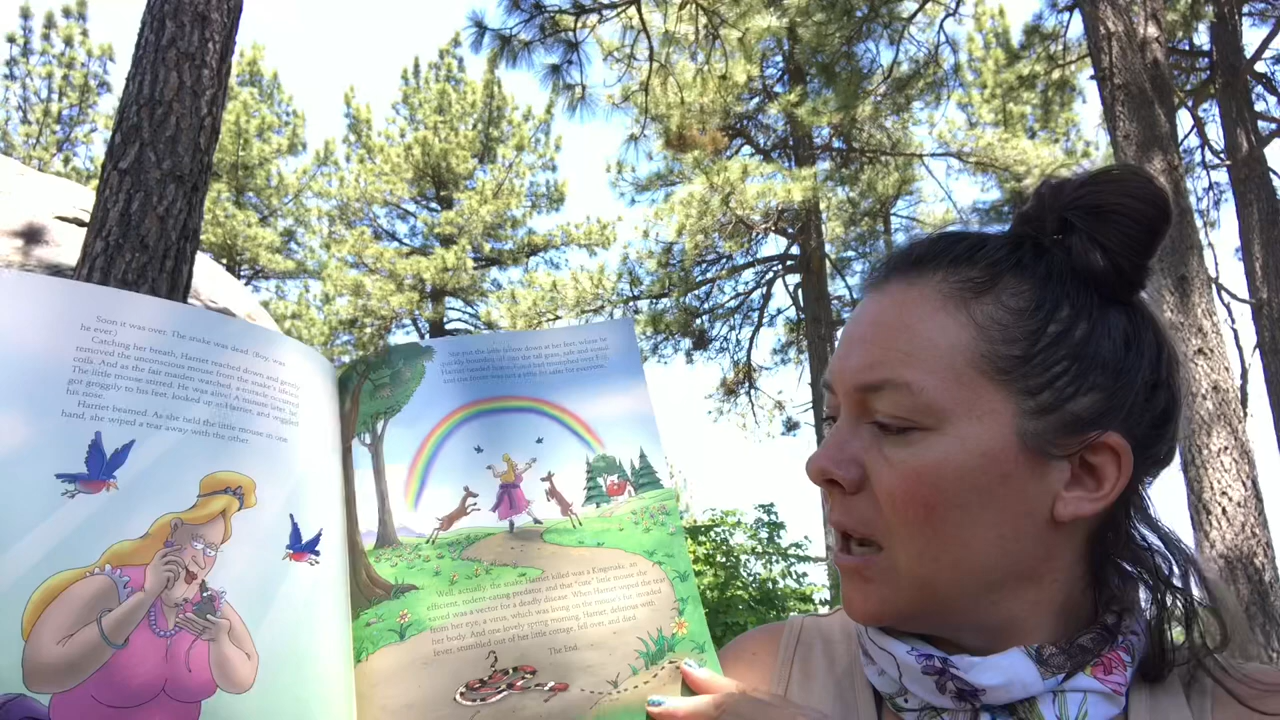 Soon it was over. The snake was dead. (Boy, was
he ever.)
Catching her breath, Harriet reached down and gently
removed the unconscious mouse from the snake's lifeless
coils. And as the fair maiden watched, a miracle occurred.
The little mouse stirred. He was alive! A minute later, he
got groggily to his feet, looked up at Harriet, and wiggled
his nose.
Harriet beamed. As she held the little mouse in one
hand, she wiped a tear away with the other.
She put the little fellow down at her feet, where he
quickly bounded off into the tall grass, safe and sound.
Harriet headed home. Good had triumphed over Evil,
and the forest was just a little bit safer for everyone.
Well, actually, the snake Harriet killed was a Kingsnake, an
efficient, rodent-eating predator, and that "cute" little mouse she
saved was a vector for a deadly disease. When Harriet wiped the tear
from her eye, a virus, which was living on the mouse's fur, invaded
her body. And one lovely spring morning, Harriet, delirious with
fever, stumbled out of her little cottage, fell over, and died.
The End.